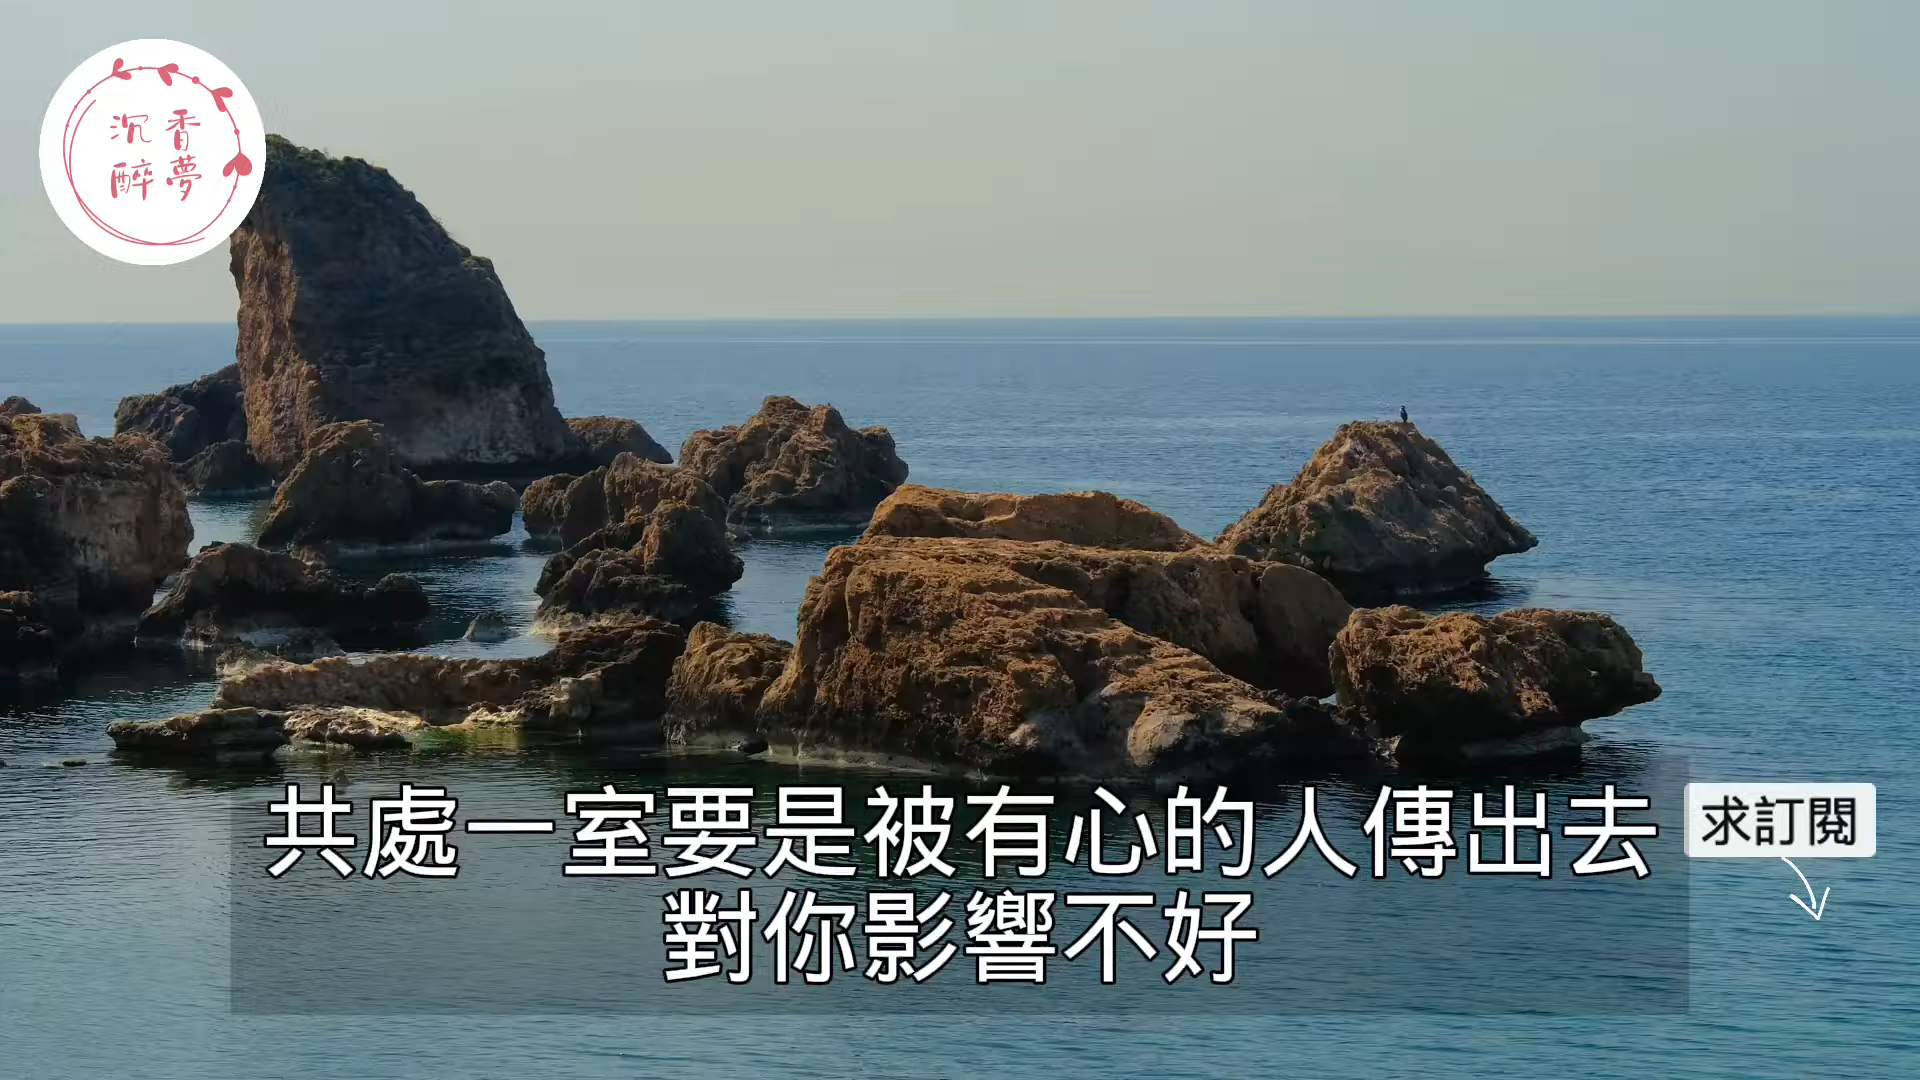 沉香
醉夢
共處一室要是被有心的人傳出去
對你影響不好
求訂閱